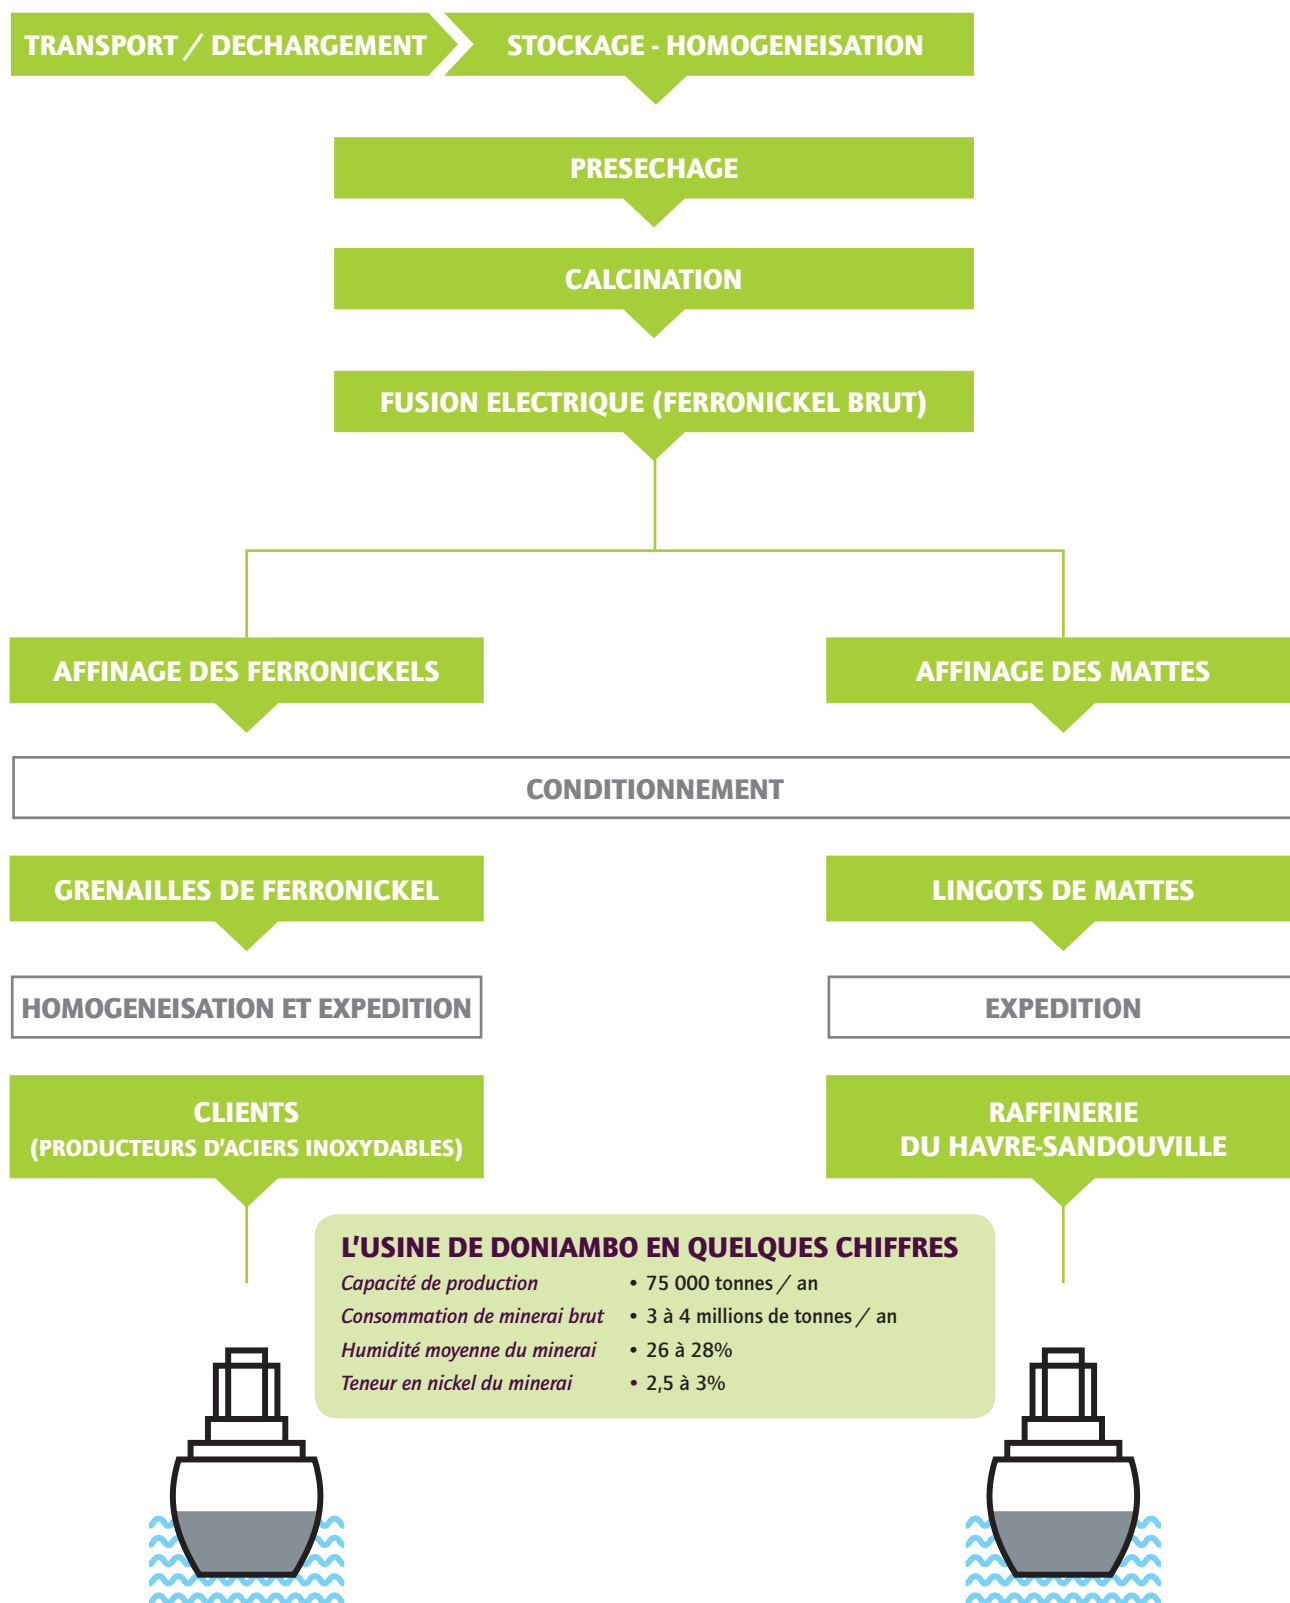 TRANSPORT / DECHARGEMENT
STOCKAGE - HOMOGENEISATION
PRESECHAGE
CALCINATION
FUSION ELECTRIQUE (FERRONICKEL BRUT)
AFFINAGE DES FERRONICKELS
AFFINAGE DES MATTES
CONDITIONNEMENT
GRENAILLES DE FERRONICKEL
LINGOTS DE MATTES
HOMOGENEISATION ET EXPEDITION
EXPEDITION
CLIENTS
(PRODUCTEURS D'ACIERS INOXYDABLES)
RAFFINERIE
DU HAVRE-SANDOUVILLE
L'USINE DE DONIAMBO EN QUELQUES CHIFFRES
Capacité de production • 75 000 tonnes / an
Consommation de minerai brut • 3 à 4 millions de tonnes / an
Humidité moyenne du minerai • 26 à 28%
Teneur en nickel du minerai • 2,5 à 3%